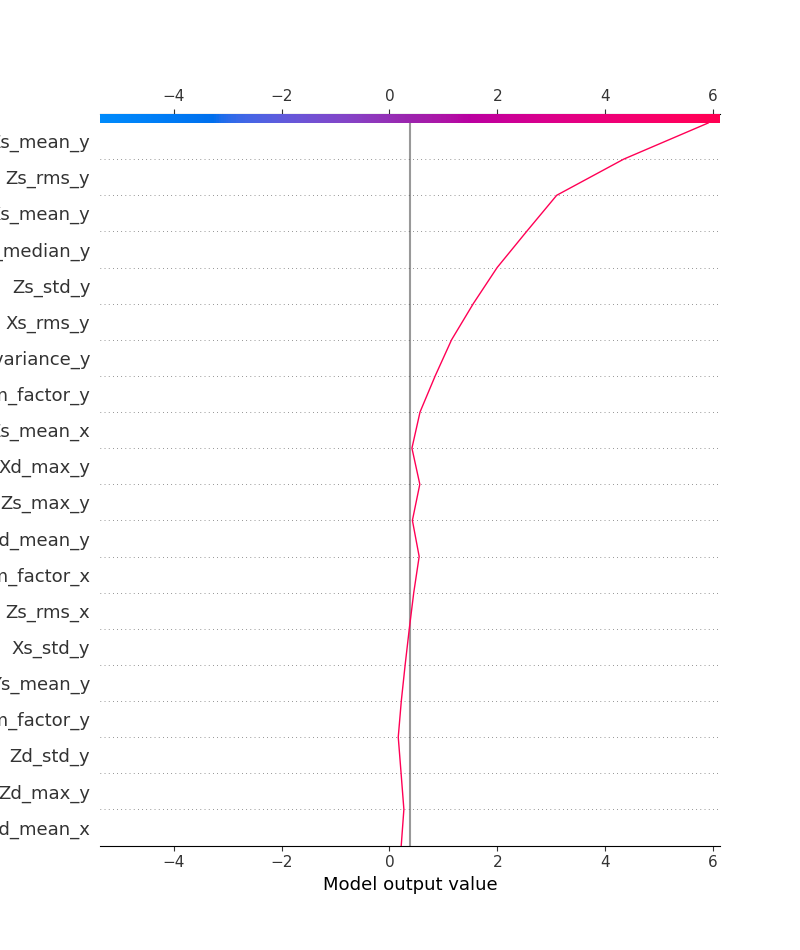 −4 −2 0 2 4 6
s_mean_y
Zs_rms_y
s_mean_y
_median_y
Zs_std_y
Xs_rms_y
variance_y
n_factor_y
s_mean_x
Xd_max_y
Zs_max_y
d_mean_y
n_factor_x
Zs_rms_x
Xs_std_y
s_mean_y
n_factor_y
Zd_std_y
Zd_max_y
d_mean_x
−4 −2 0 2 4 6
Model output value